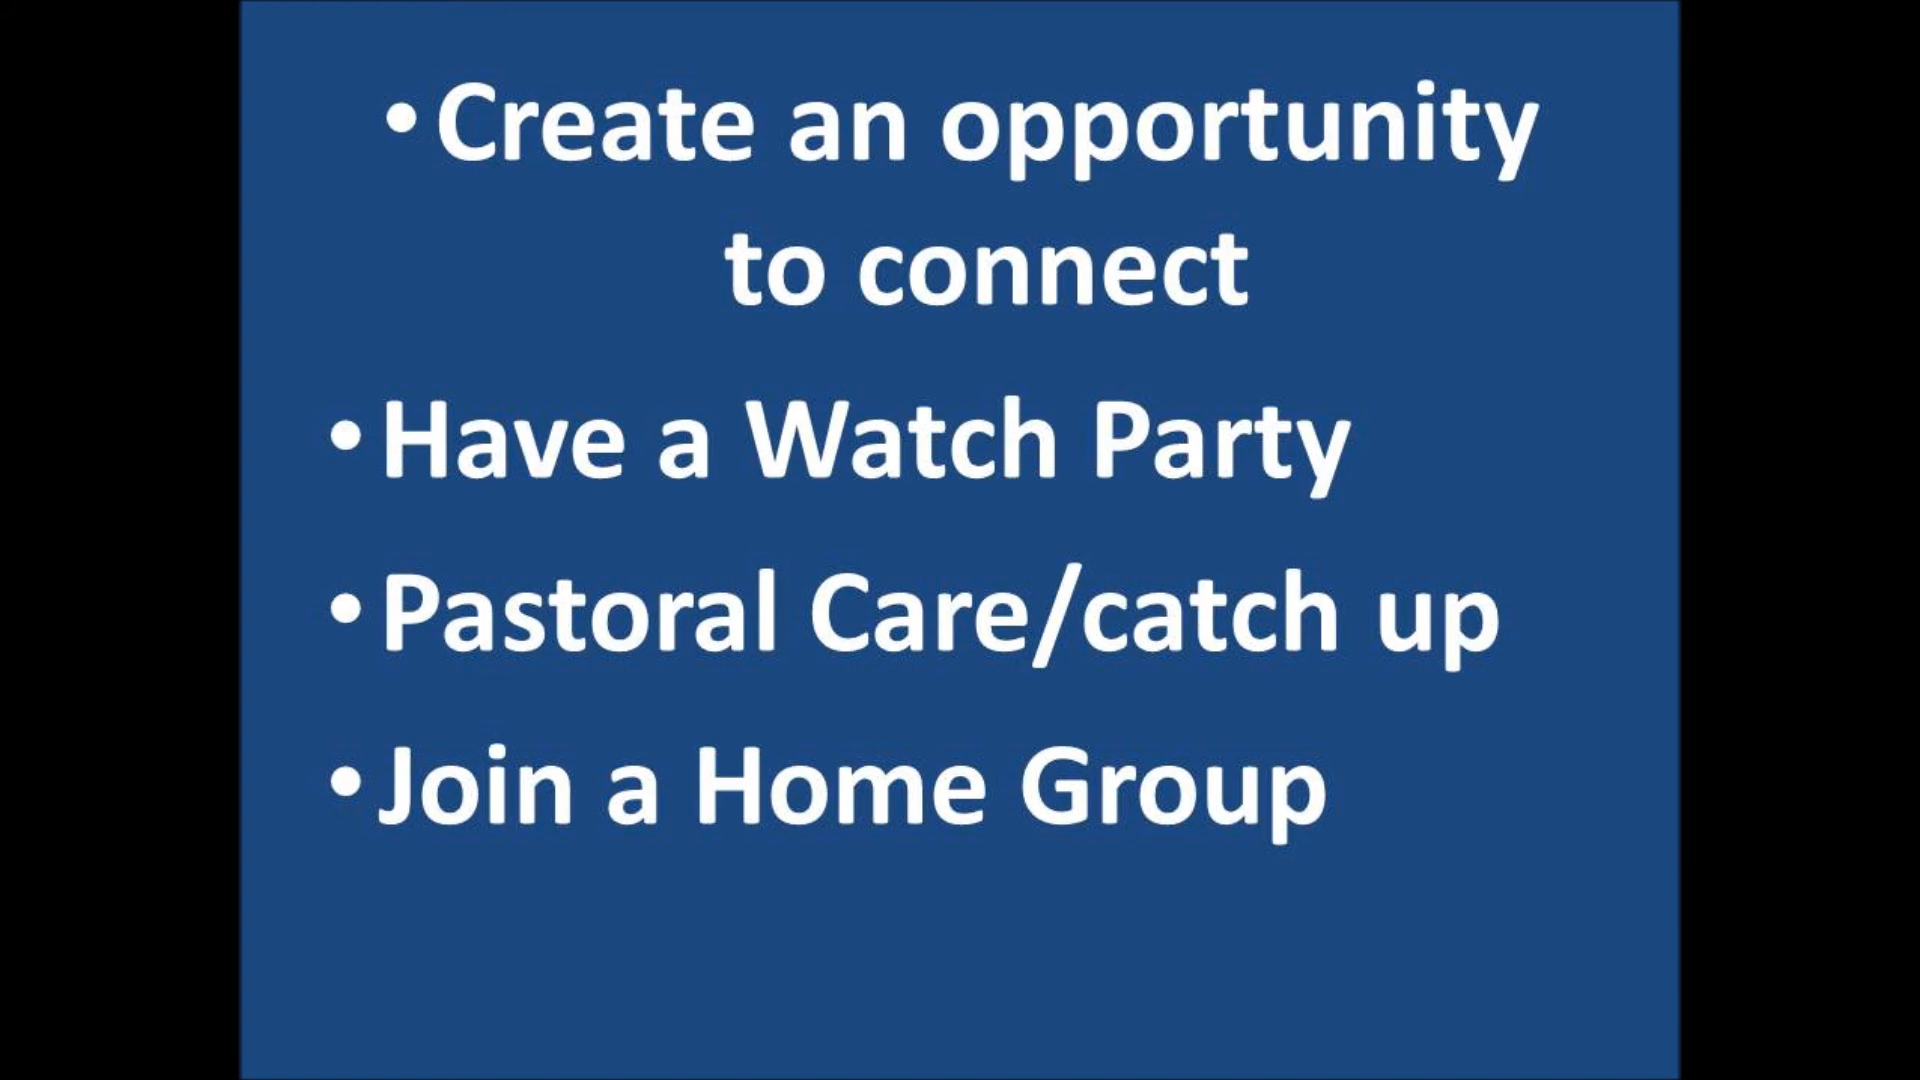 • Create an opportunity
to connect
• Have a Watch Party
• Pastoral Care/catch up
• Join a Home Group